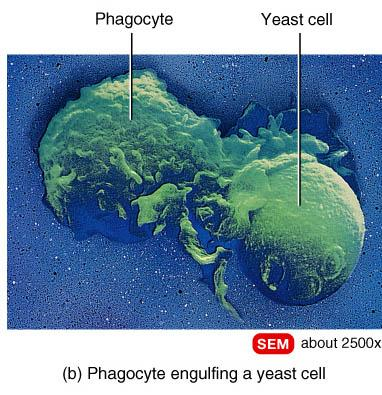 Phagocyte Yeast cell
SEM about 2500x
(b) Phagocyte engulfing a yeast cell